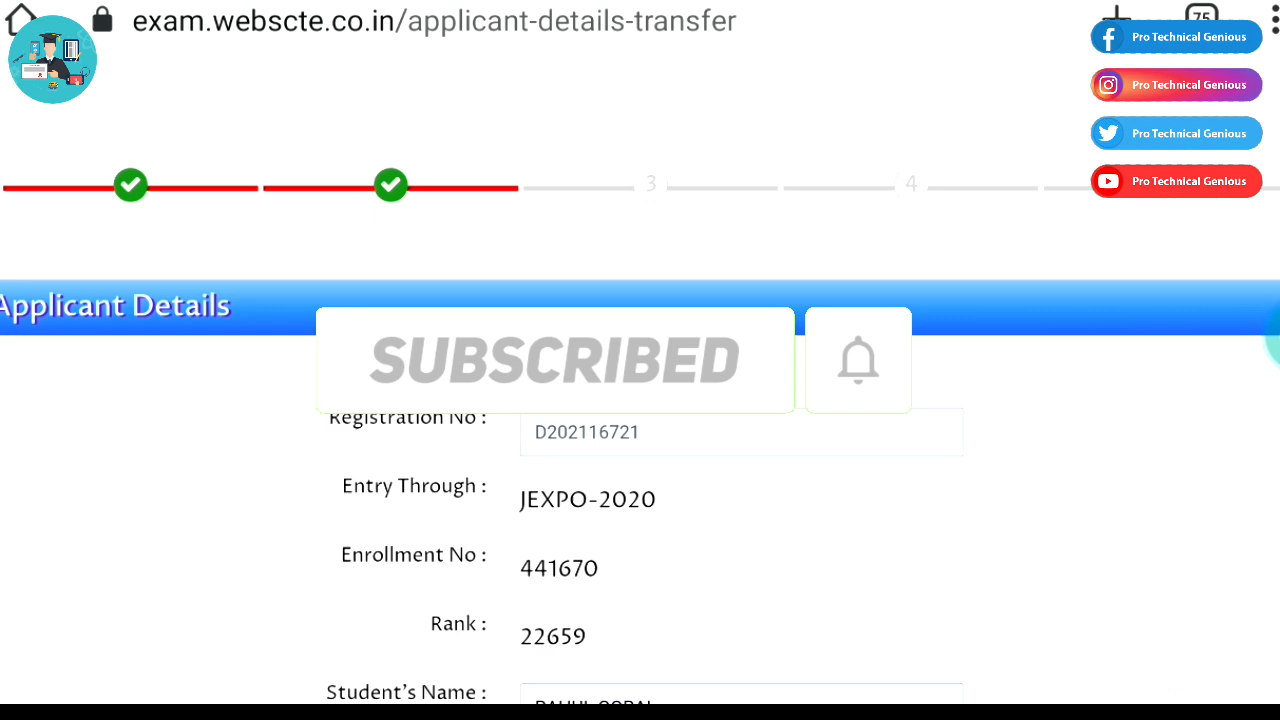 exam.webscte.co.in/applicant-details-transfer
75
Pro Technical Genious
Pro Technical Genious
Pro Technical Genious
Pro Technical Genious
3
4
Applicant Details
SUBSCRIBED
Registration No :
D202116721
Entry Through :
JEXPO-2020
Enrollment No :
441670
Rank :
22659
Student's Name :